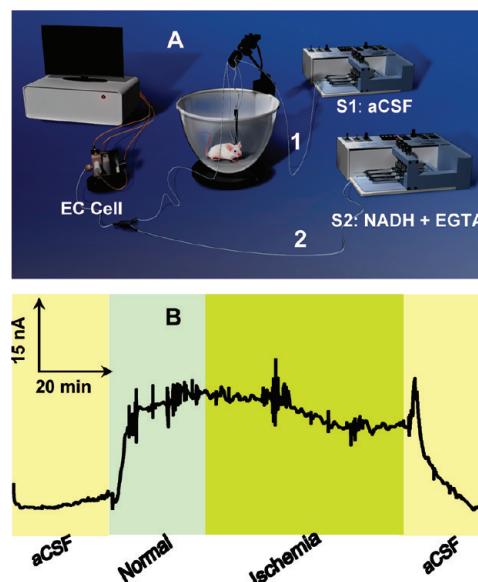 A
1
S1: aCSF
EC Cell
2
S2: NADH + EGTA
B
15 nA
20 min
aCSF
Normal
Ischemia
aCSF